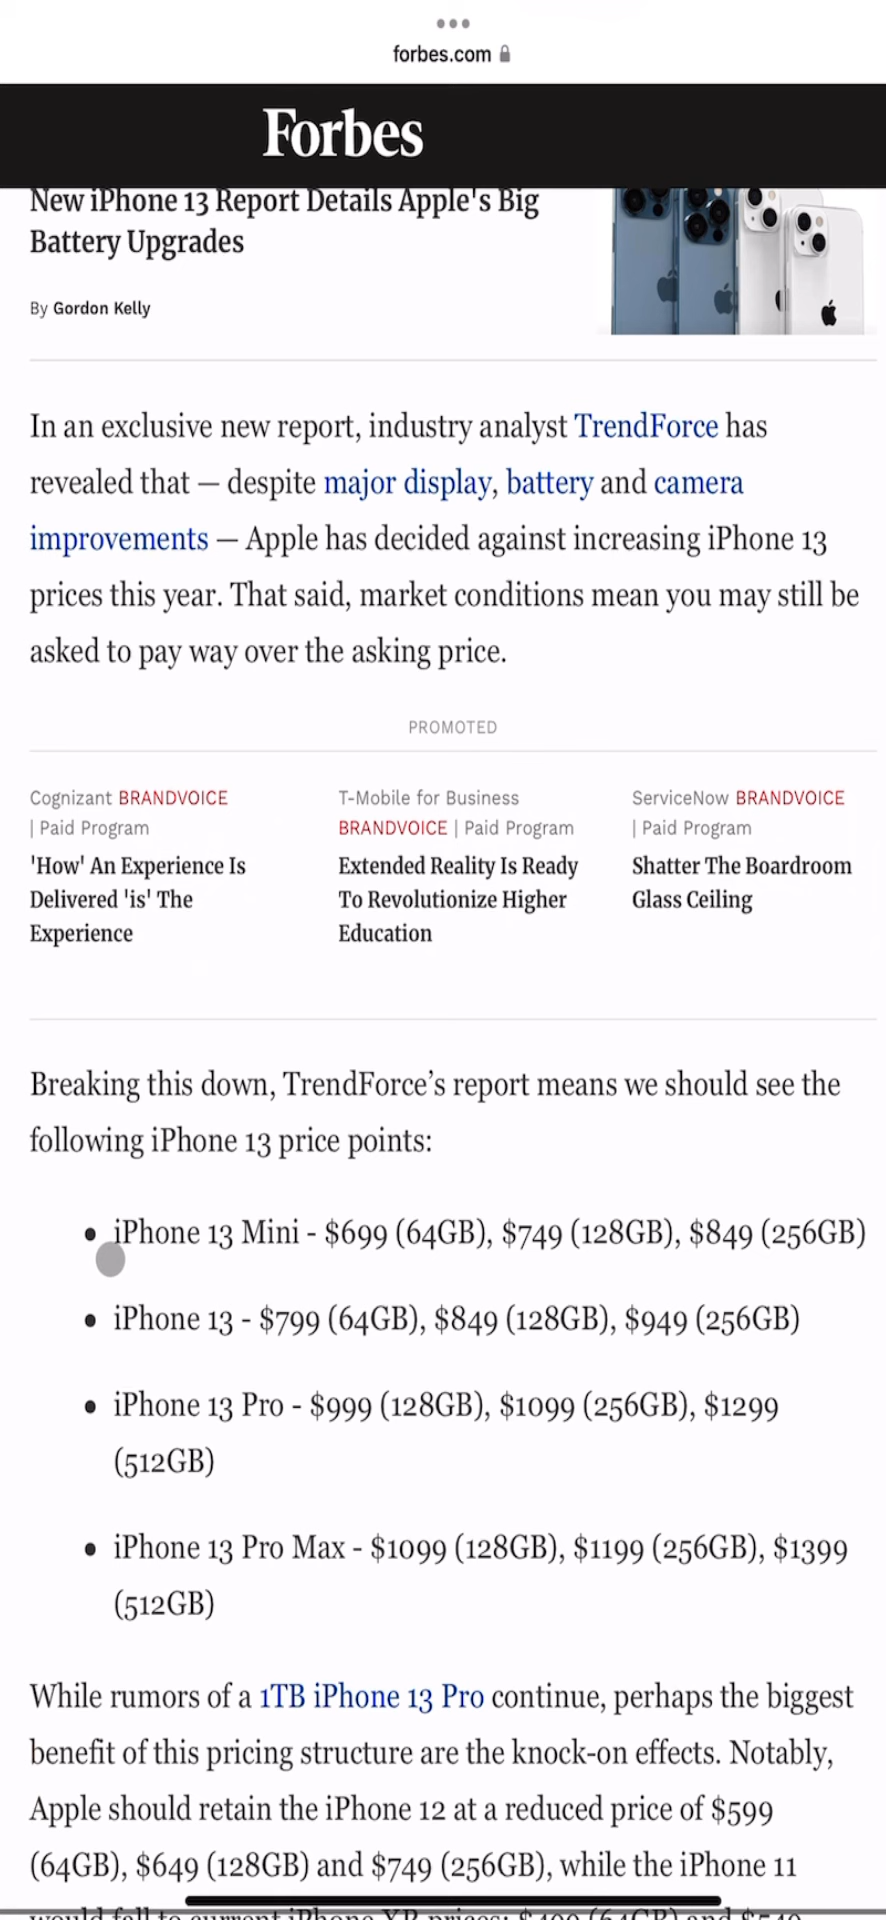 forbes.com
Forbes
New iPhone 13 Report Details Apple's Big
Battery Upgrades
By Gordon Kelly
In an exclusive new report, industry analyst TrendForce has
revealed that — despite major display, battery and camera
improvements — Apple has decided against increasing iPhone 13
prices this year. That said, market conditions mean you may still be
asked to pay way over the asking price.
PROMOTED
Cognizant BRANDVOICE
| Paid Program
'How' An Experience Is
Delivered 'is' The
Experience
T-Mobile for Business
BRANDVOICE | Paid Program
Extended Reality Is Ready
To Revolutionize Higher
Education
ServiceNow BRANDVOICE
| Paid Program
Shatter The Boardroom
Glass Ceiling
Breaking this down, TrendForce’s report means we should see the
following iPhone 13 price points:
• iPhone 13 Mini - $699 (64GB), $749 (128GB), $849 (256GB)
• iPhone 13 - $799 (64GB), $849 (128GB), $949 (256GB)
• iPhone 13 Pro - $999 (128GB), $1099 (256GB), $1299
(512GB)
• iPhone 13 Pro Max - $1099 (128GB), $1199 (256GB), $1399
(512GB)
While rumors of a 1TB iPhone 13 Pro continue, perhaps the biggest
benefit of this pricing structure are the knock-on effects. Notably,
Apple should retain the iPhone 12 at a reduced price of $599
(64GB), $649 (128GB) and $749 (256GB), while the iPhone 11